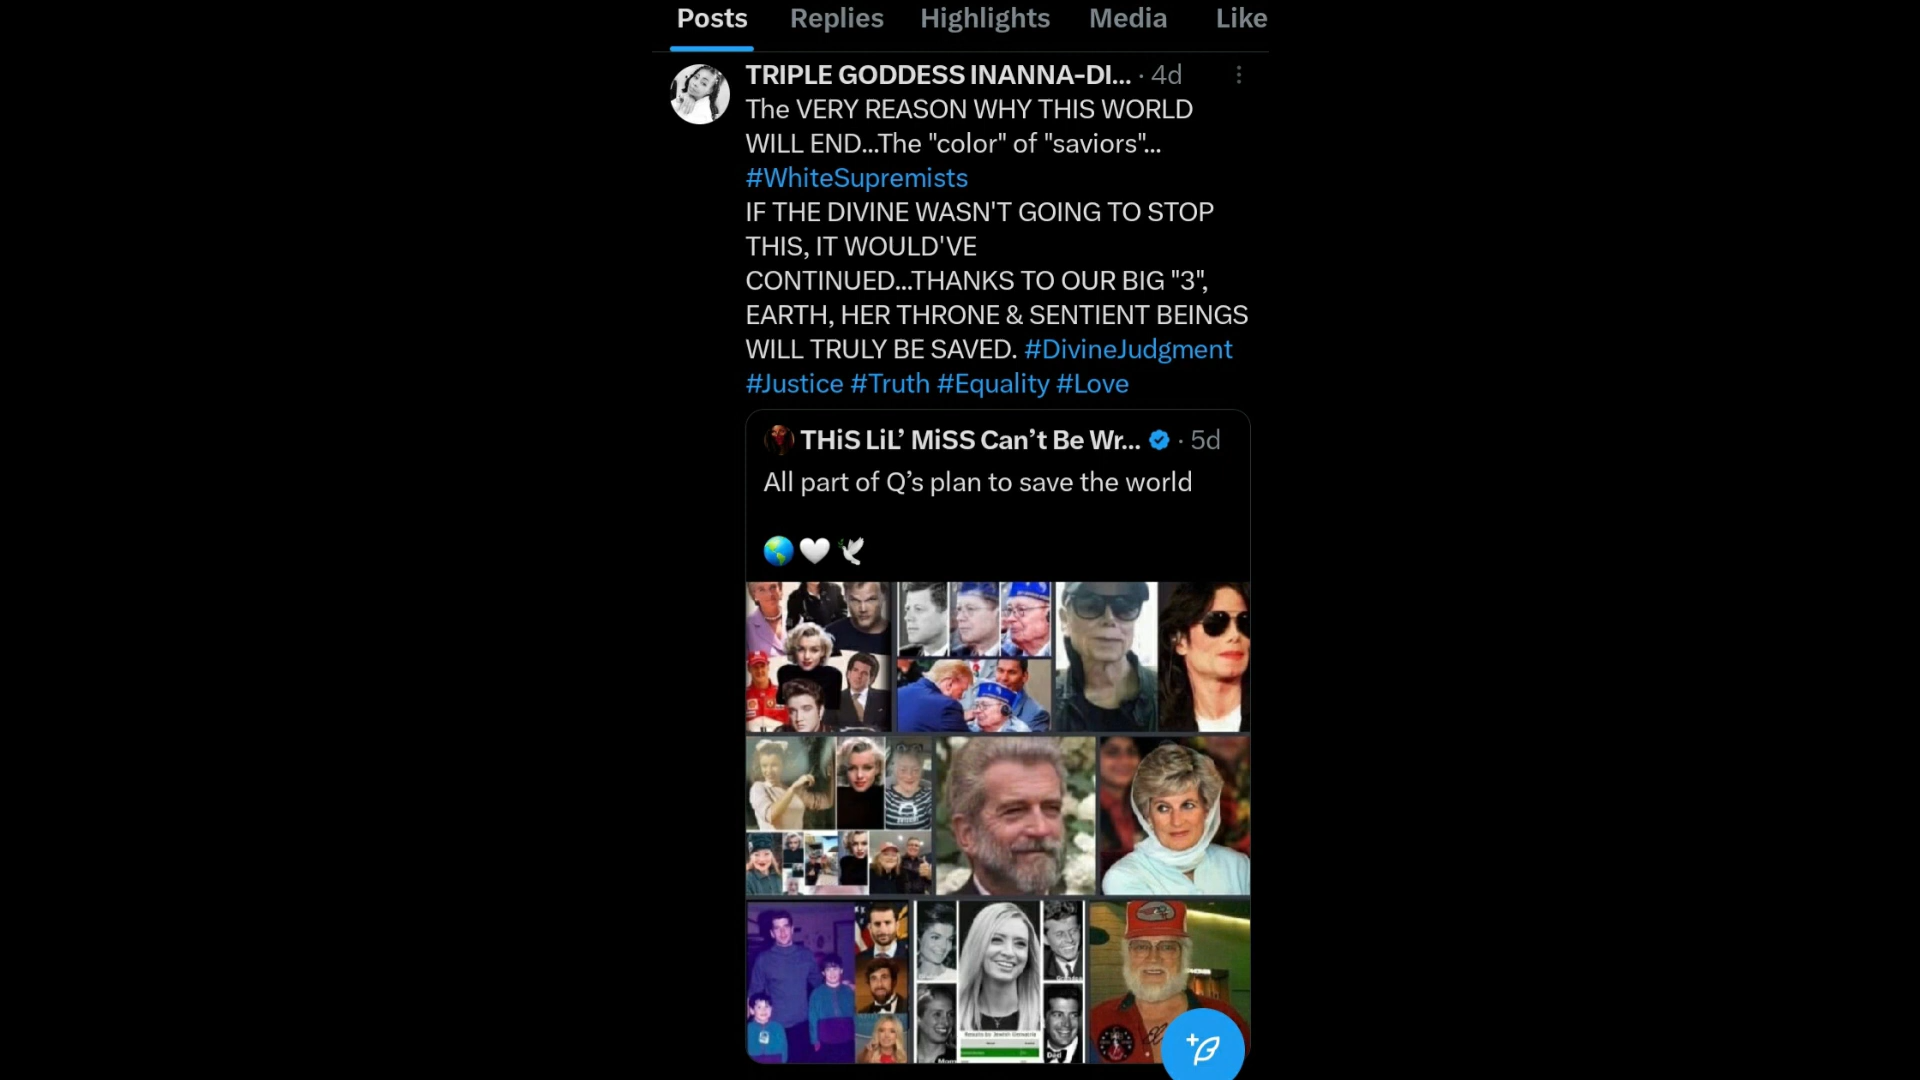 Posts Replies Highlights Media Like
TRIPLE GODDESS INANNA-DI... · 4d
The VERY REASON WHY THIS WORLD
WILL END...The "color" of "saviors"...
#WhiteSupremists
IF THE DIVINE WASN'T GOING TO STOP
THIS, IT WOULD'VE
CONTINUED...THANKS TO OUR BIG "3",
EARTH, HER THRONE & SENTIENT BEINGS
WILL TRULY BE SAVED. #DivineJudgment
#Justice #Truth #Equality #Love
THiS LiL’ MiSS Can’t Be Wr... · 5d
All part of Q’s plan to save the world
🌎🤍🕊️
Mom
Dad